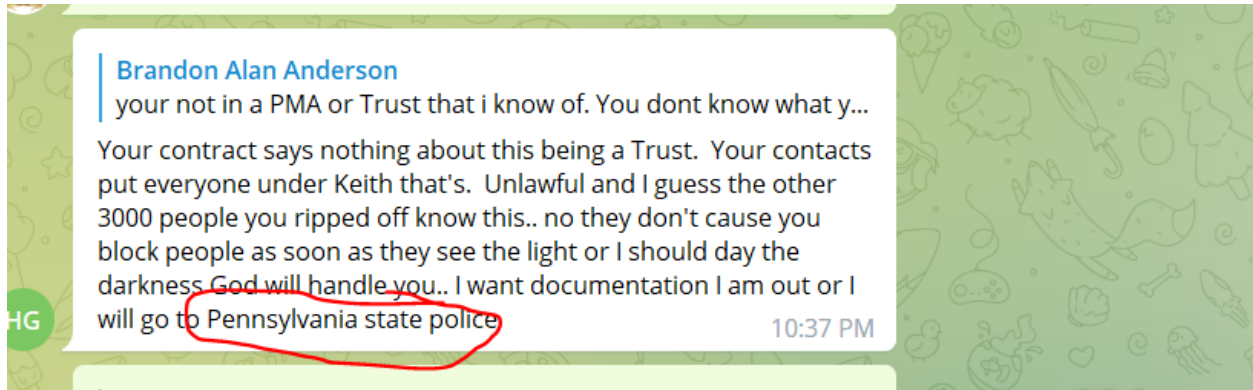 Brandon Alan Anderson
your not in a PMA or Trust that i know of. You dont know what y...
Your contract says nothing about this being a Trust.  Your contacts
put everyone under Keith that's.  Unlawful and I guess the other
3000 people you ripped off know this.. no they don't cause you
block people as soon as they see the light or I should day the
darkness God will handle you.. I want documentation I am out or I
will go to Pennsylvania state police
10:37 PM
HG